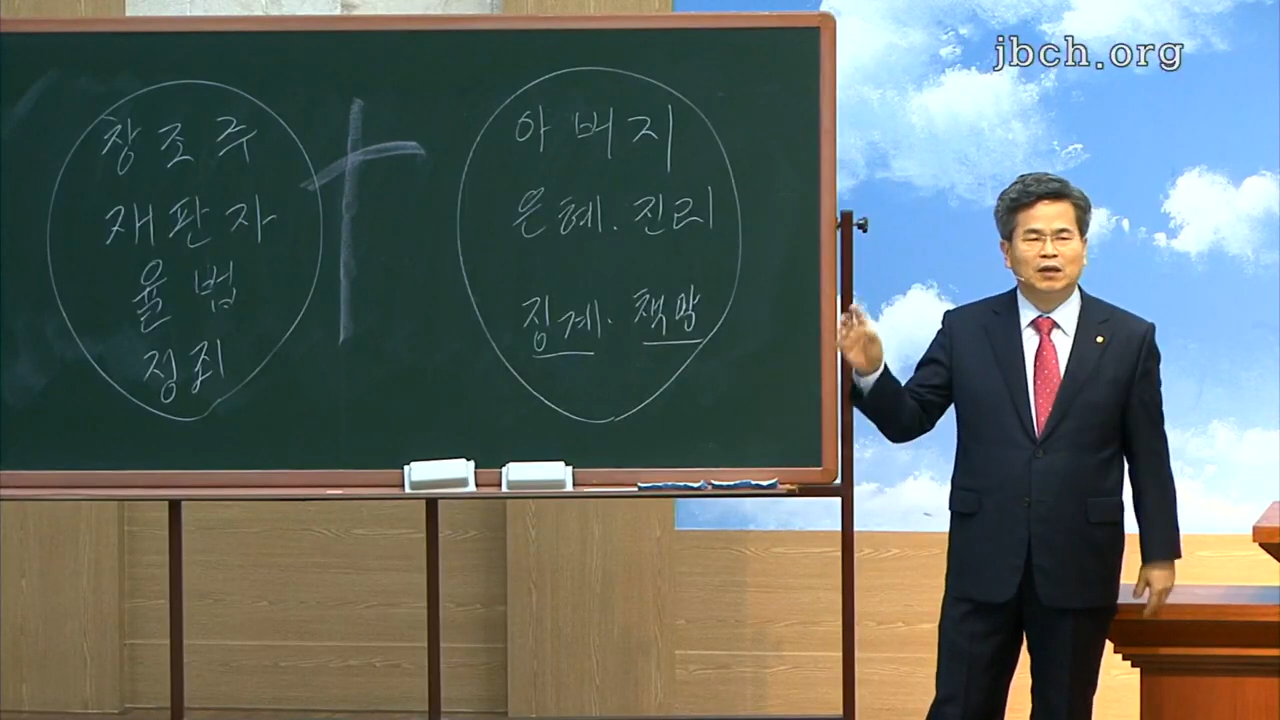 jbch.org
창조주
재판자
율법
정죄
아버지
은혜. 진리
징계. 책망